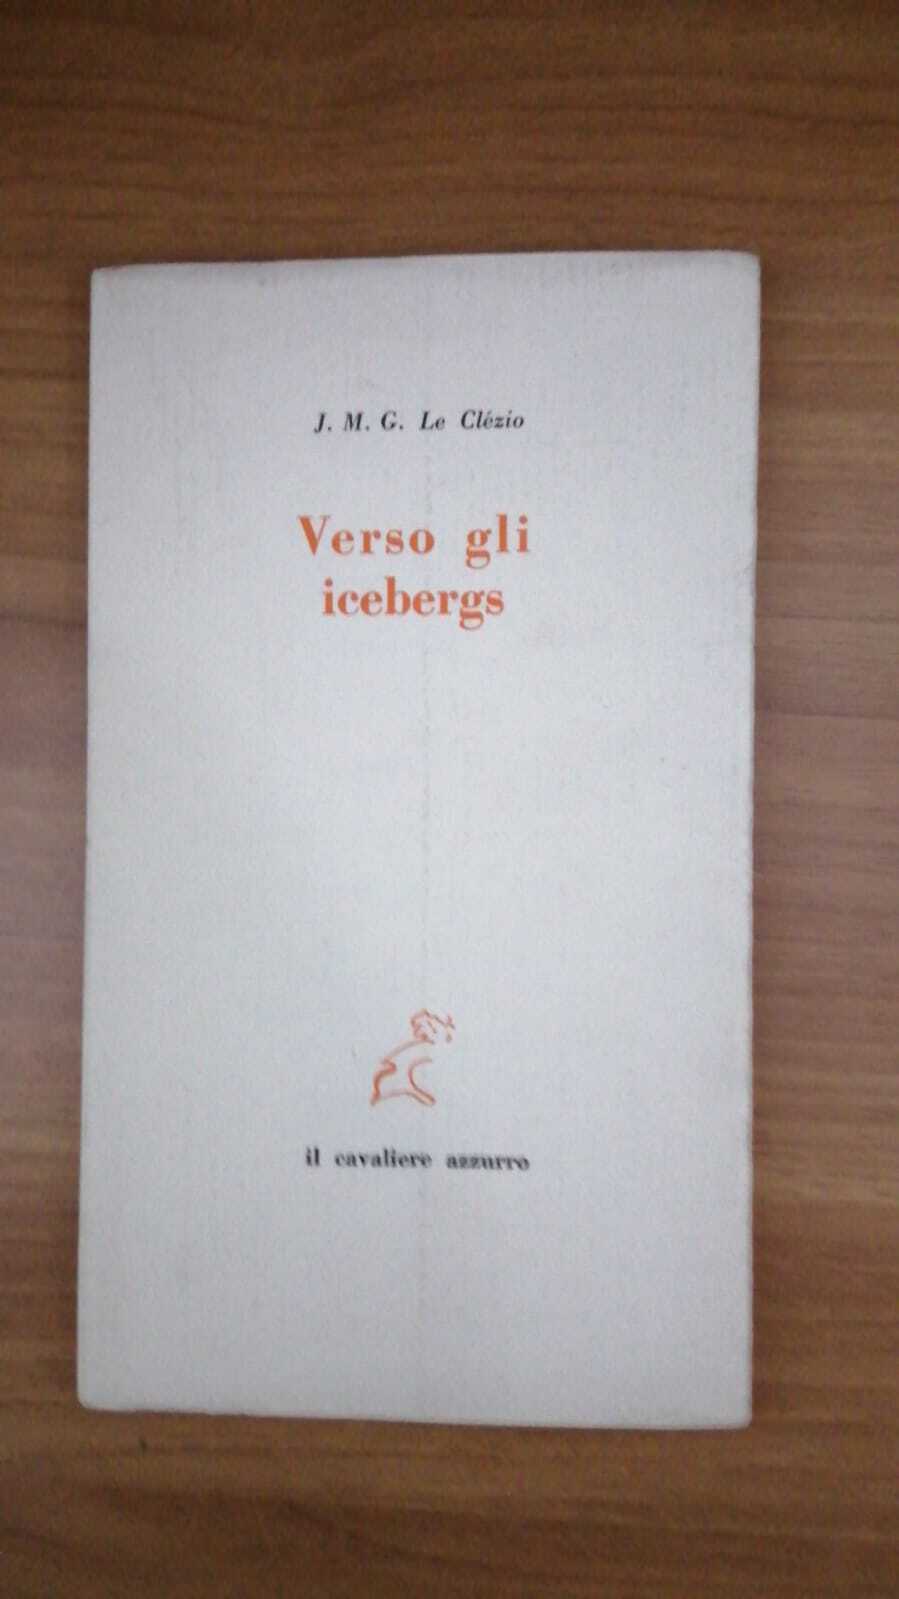 J. M. G. Le Clézio
Verso gli
icebergs
il cavaliere azzurro